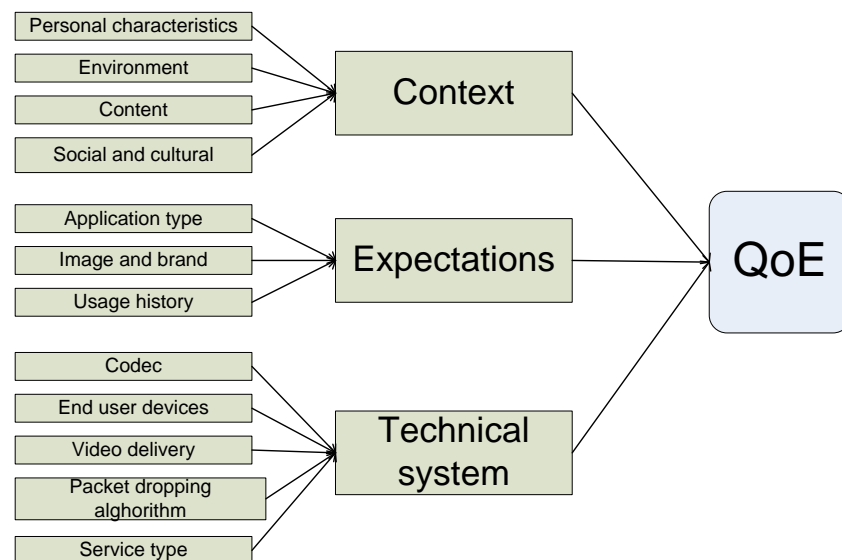 Personal characteristics
Environment
Content
Social and cultural
Context
Application type
Image and brand
Usage history
Expectations
QoE
Codec
End user devices
Video delivery
Packet dropping
alghorithm
Service type
Technical
system